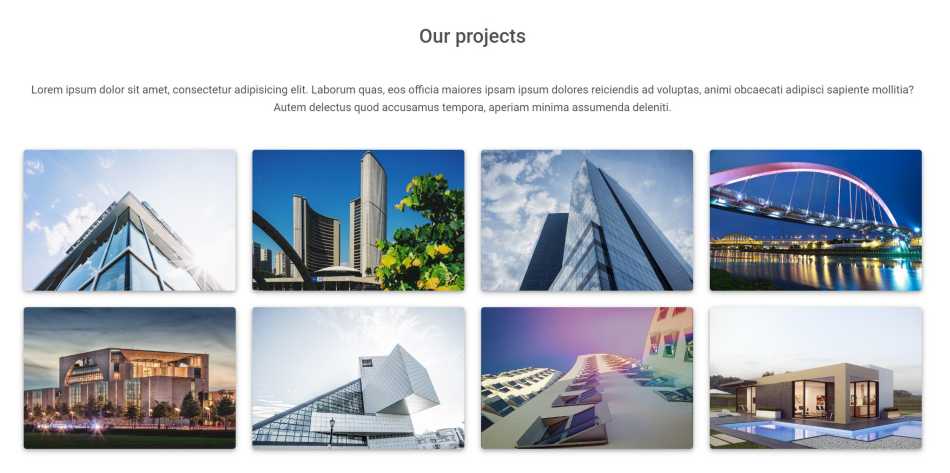 Our projects
Lorem ipsum dolor sit amet, consectetur adipisicing elit. Laborum quas, eos officia maiores ipsam ipsum dolores reiciendis ad voluptas, animi obcaecati adipisci sapiente mollitia?
Autem delectus quod accusamus tempora, aperiam minima assumenda deleniti.